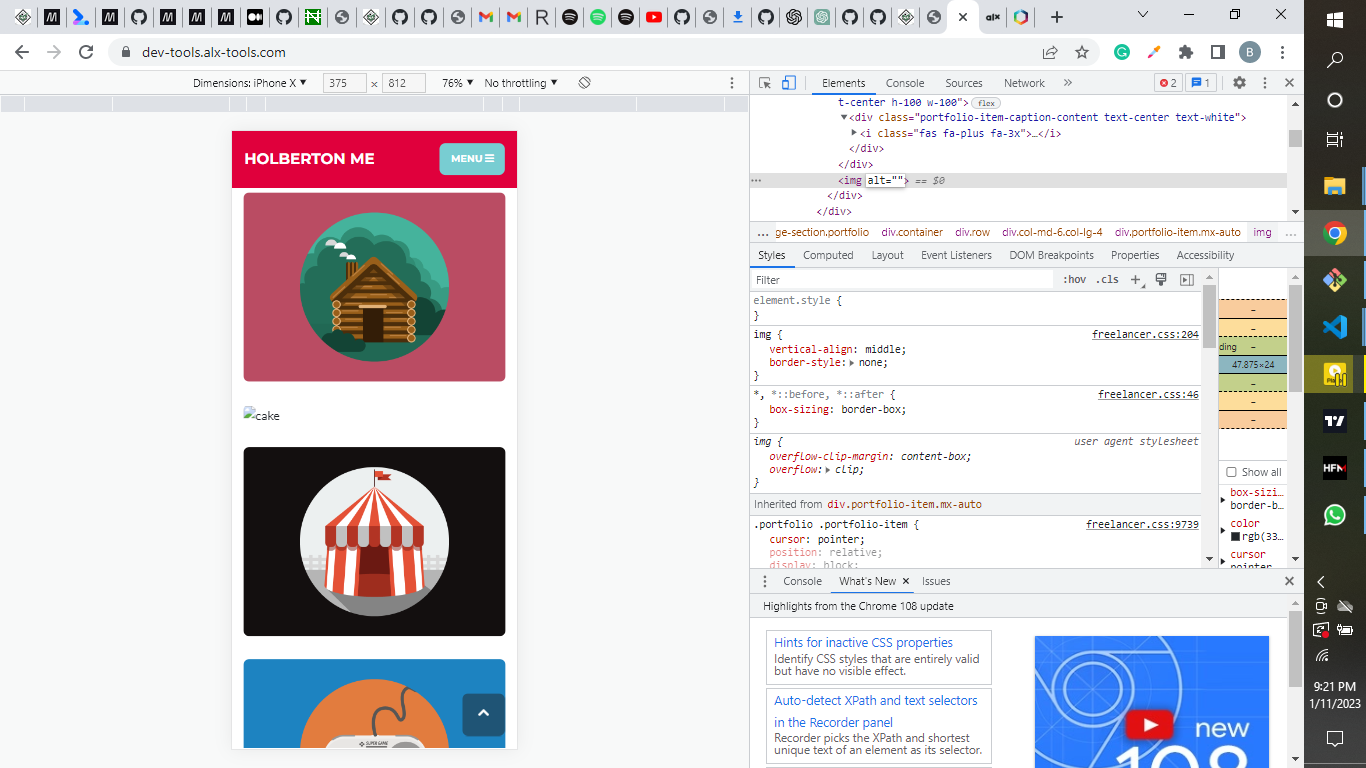 dev-tools.alx-tools.com
B
Dimensions: iPhone X ▼ 375 x 812 76% ▼ No throttling ▼
Elements Console Sources Network » 2 1
HOLBERTON ME
MENU
cake
SUPER GAME
t-center h-100 w-100"> flex
▼<div class="portfolio-item-caption-content text-center text-white">
▶<i class="fas fa-plus fa-3x">…</i>
</div>
</div>
<img alt=""> == $0
</div>
</div>
... ge-section.portfolio div.container div.row div.col-md-6.col-lg-4 div.portfolio-item.mx-auto img ...
Styles Computed Layout Event Listeners DOM Breakpoints Properties Accessibility
Filter :hov .cls +
element.style {
}
img { freelancer.css:204
vertical-align: middle;
border-style:▶ none;
}
*, *::before, *::after { freelancer.css:46
box-sizing: border-box;
}
img { user agent stylesheet
overflow-clip-margin: content-box;
overflow:▶ clip;
}
Inherited from div.portfolio-item.mx-auto
.portfolio .portfolio-item { freelancer.css:9739
cursor: pointer;
position: relative;
display: block;
ding
47.875×24
Show all
box-sizi…
border-b…
color
rgb(33…
cursor
pointer
Console What's New × Issues
Highlights from the Chrome 108 update
Hints for inactive CSS properties
Identify CSS styles that are entirely valid
but have no visible effect.
Auto-detect XPath and text selectors
in the Recorder panel
Recorder picks the XPath and shortest
unique text of an element as its selector.
new
108
HFM
9:21 PM
1/11/2023